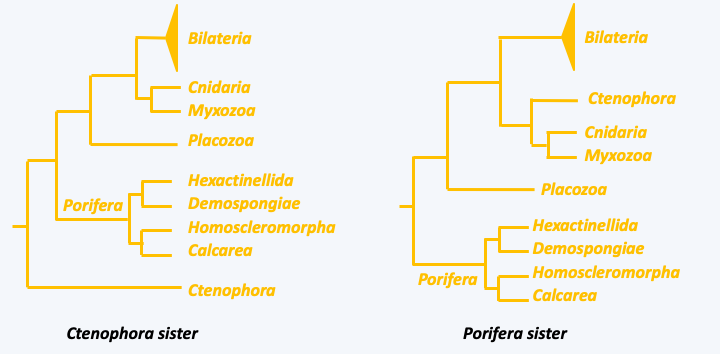 Bilateria
Cnidaria
Myxozoa
Placozoa
Hexactinellida
Porifera
Demospongiae
Homoscleromorpha
Calcarea
Ctenophora
Ctenophora sister
Bilateria
Ctenophora
Cnidaria
Myxozoa
Placozoa
Hexactinellida
Demospongiae
Homoscleromorpha
Porifera
Calcarea
Porifera sister